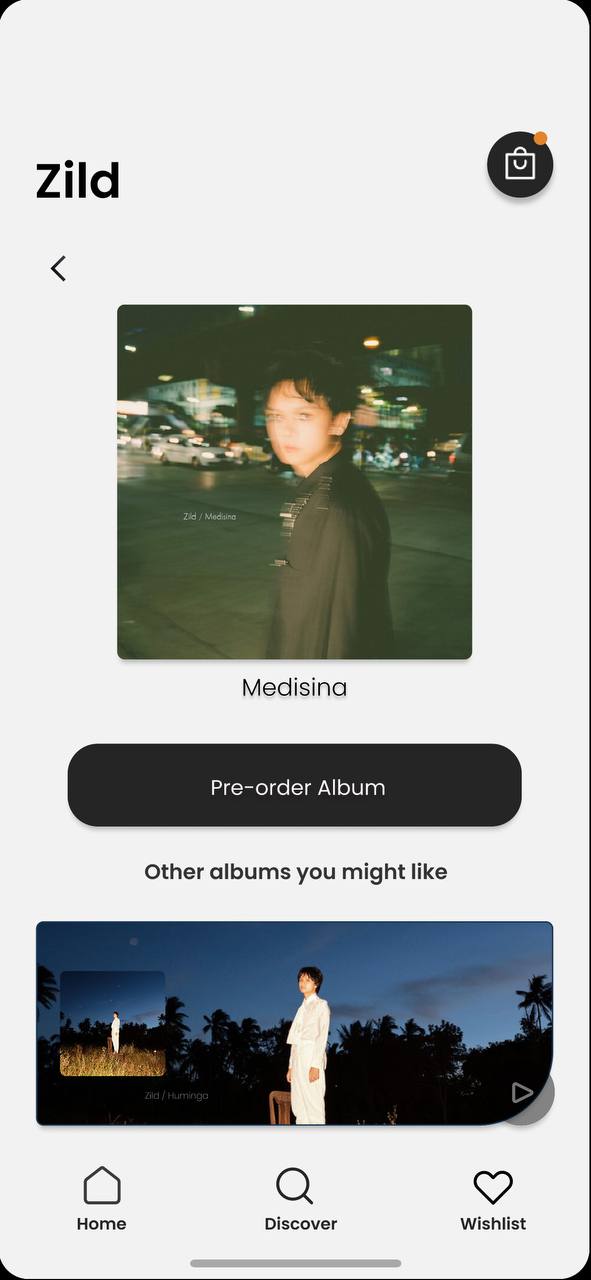 Zild
Zild / Medisina
Medisina
Pre-order Album
Other albums you might like
Zild / Huminga
Home
Discover
Wishlist